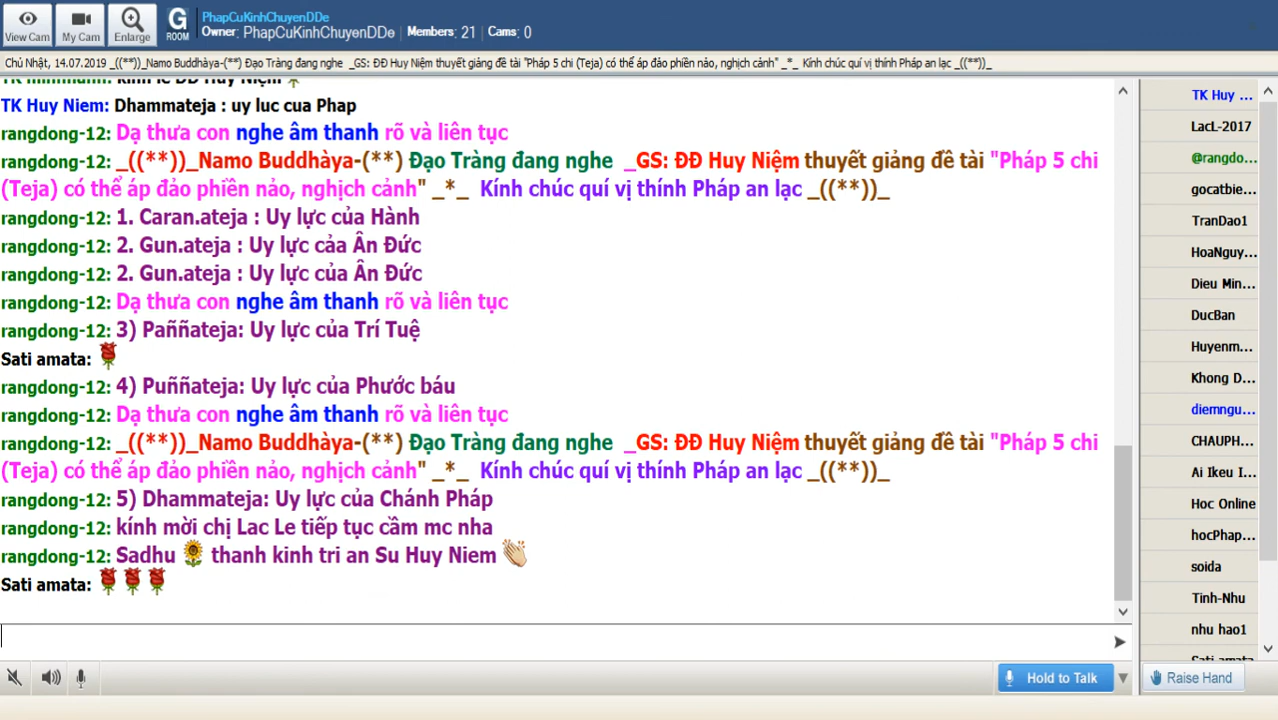 View Cam
My Cam
Enlarge
G
ROOM
PhapCuKinhChuyenDDe
Owner: PhapCuKinhChuyenDDe Members: 21 Cams: 0
Chủ Nhật, 14.07.2019 _((**))_Namo Buddhàya-(**) Đạo Tràng đang nghe _GS: ĐĐ Huy Niệm thuyết giảng đề tài "Pháp 5 chi (Teja) có thể áp đảo phiền nảo, nghịch cảnh" _*_ Kính chúc quí vị thính Pháp an lạc _((**))_
TK Huy Niem: Dhammateja : uy luc cua Phap
rangdong-12: Dạ thưa con nghe âm thanh rõ và liên tục
rangdong-12: _((**))_Namo Buddhàya-(**) Đạo Tràng đang nghe _GS: ĐĐ Huy Niệm thuyết giảng đề tài "Pháp 5 chi
(Teja) có thể áp đảo phiền nảo, nghịch cảnh" _*_ Kính chúc quí vị thính Pháp an lạc _((**))_
rangdong-12: 1. Caran.ateja : Uy lực của Hành
rangdong-12: 2. Gun.ateja : Uy lực cảa Ân Đức
rangdong-12: 2. Gun.ateja : Uy lực của Ân Đức
rangdong-12: Dạ thưa con nghe âm thanh rõ và liên tục
rangdong-12: 3) Paññateja: Uy lực của Trí Tuệ
Sati amata:
rangdong-12: 4) Puññateja: Uy lực của Phước báu
rangdong-12: Dạ thưa con nghe âm thanh rõ và liên tục
rangdong-12: _((**))_Namo Buddhàya-(**) Đạo Tràng đang nghe _GS: ĐĐ Huy Niệm thuyết giảng đề tài "Pháp 5 chi
(Teja) có thể áp đảo phiền nảo, nghịch cảnh" _*_ Kính chúc quí vị thính Pháp an lạc _((**))_
rangdong-12: 5) Dhammateja: Uy lực của Chánh Pháp
rangdong-12: kính mời chị Lac Le tiếp tục cầm mc nha
rangdong-12: Sadhu thanh kinh tri an Su Huy Niem
Sati amata:
TK Huy ...
LacL-2017
@rangdo...
gocatbie...
TranDao1
HoaNguy...
Dieu Min...
DucBan
Huyenm...
Khong D...
diemngu...
CHAUPH...
Ai Ikeu I...
Hoc Online
hocPhap...
soida
Tinh-Nhu
nhu hao1
Hold to Talk
Raise Hand